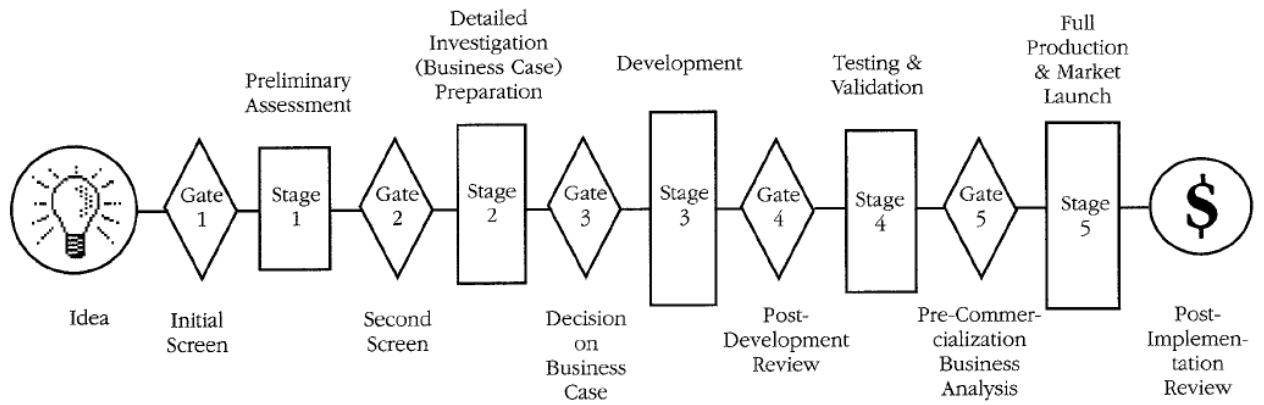 Preliminary
Assessment
Detailed
Investigation
(Business Case)
Preparation
Development
Testing &
Validation
Full
Production
& Market
Launch
Gate
1
Stage
1
Gate
2
Stage
2
Gate
3
Stage
3
Gate
4
Stage
4
Gate
5
Stage
5
$
Idea
Initial
Screen
Second
Screen
Decision
on
Business
Case
Post-
Development
Review
Pre-Commer-
cialization
Business
Analysis
Post-
Implemen-
tation
Review